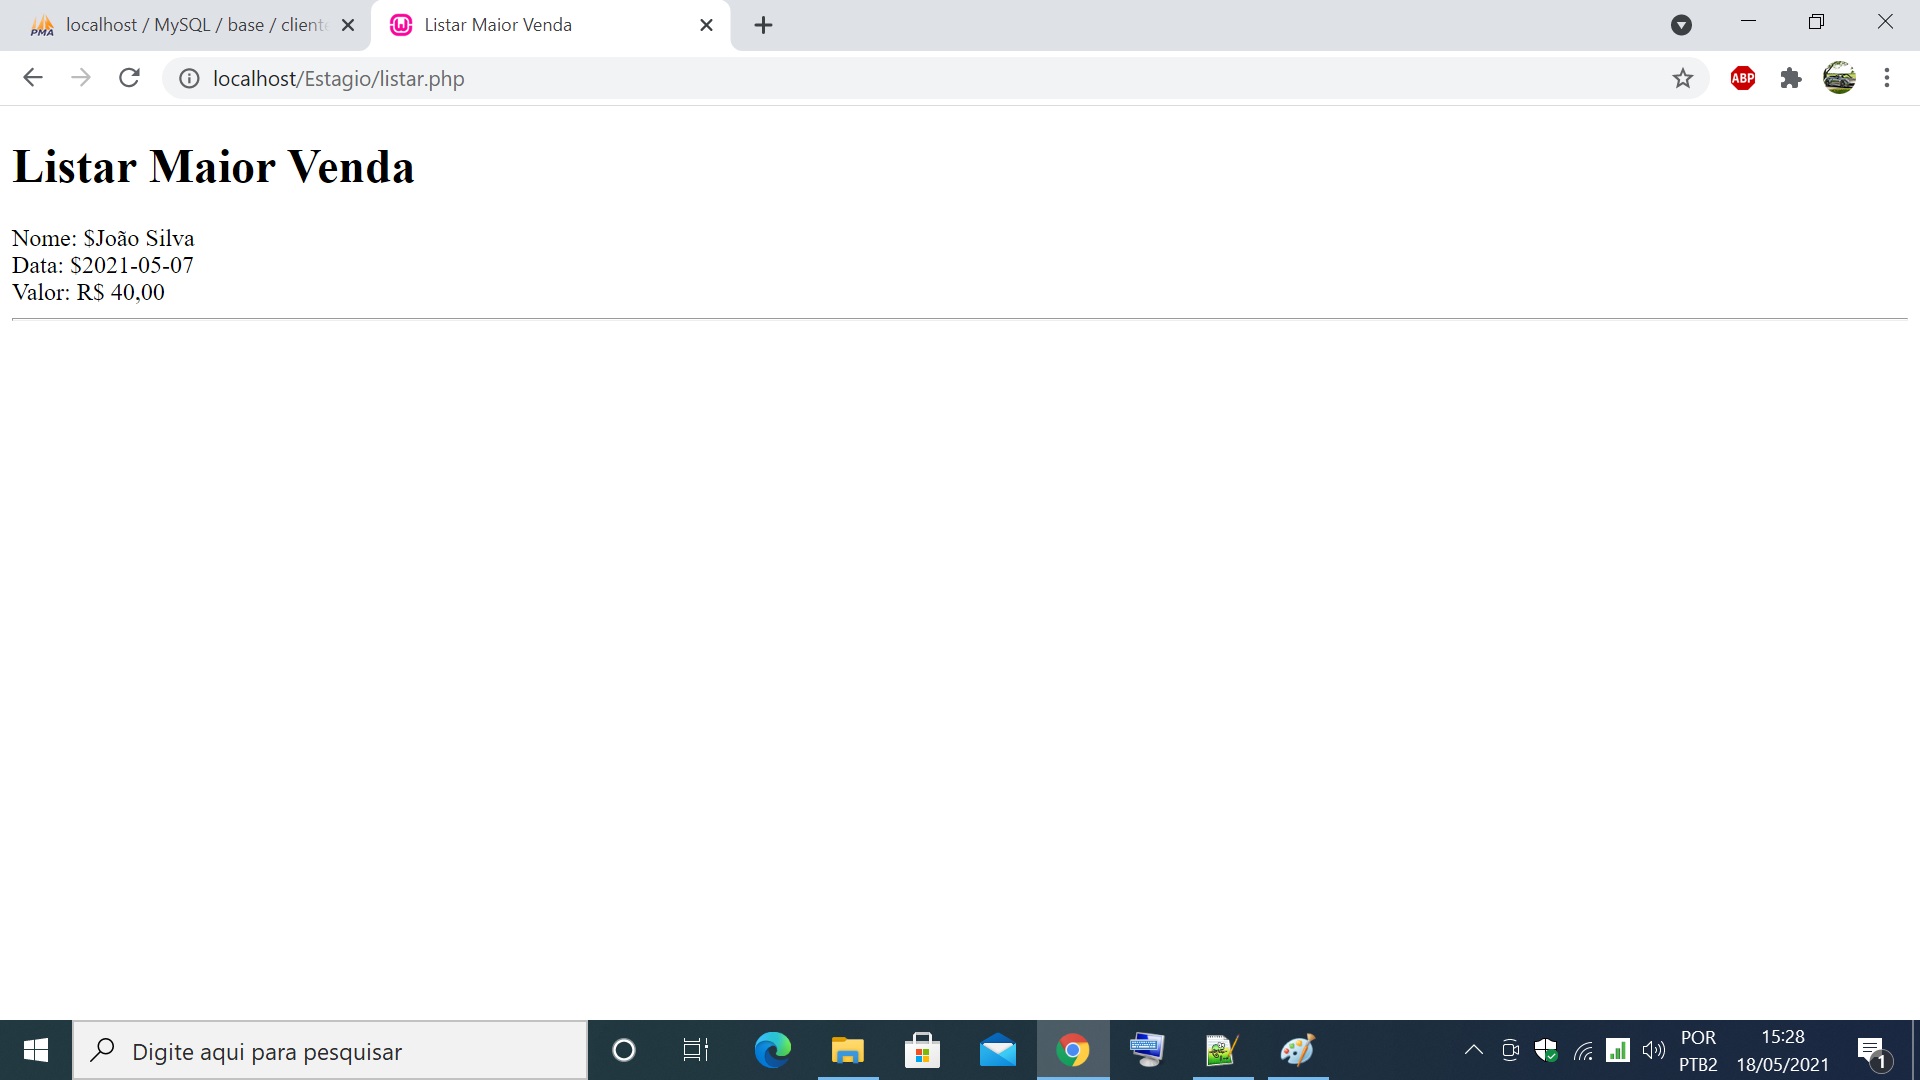 localhost / MySQL / base / client
Listar Maior Venda
localhost/Estagio/listar.php
ABP
Listar Maior Venda
Nome: $João Silva
Data: $2021-05-07
Valor: R$ 40,00
Digite aqui para pesquisar
POR
PTB2
15:28
18/05/2021
1
PMA